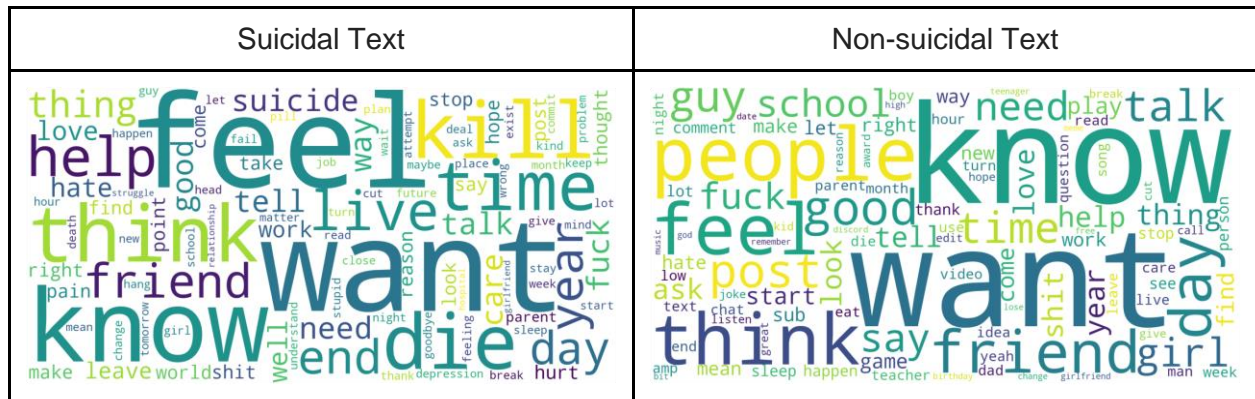 Suicidal Text
Non-suicidal Text
thing guy let suicide pill plan stop hope exist post commit problem thought
love happen come fail take way wait attempt deal ask kind
help feel kill
hate struggle good head job maybe place month keep
hour find tell cut future say wrong time lot
death think point school relationship matter work live turn read talk give mind
new
right friend want reason look care year fuck
pain hang close stay week
mean change tomorrow girl stupid girlfriend parent start
know well understand need night goodbye feeling sleep day
make leave world shit end die thank depression break hurt
night guy school boy high teenager need play break talk
comment date make let right way hour read
people reason award know
lot fuck parent month new turn hope love question song cut
feel kid good thank use time help thing person
music god remember discord die tell edit work stop call
hate post look want care see day find
low joke start video come lose shit year leave live
ask text chat listen sub eat give
think great say game idea friend girl
end yeah dad man week
amp mean sleep happen teacher birthday change girlfriend
bit